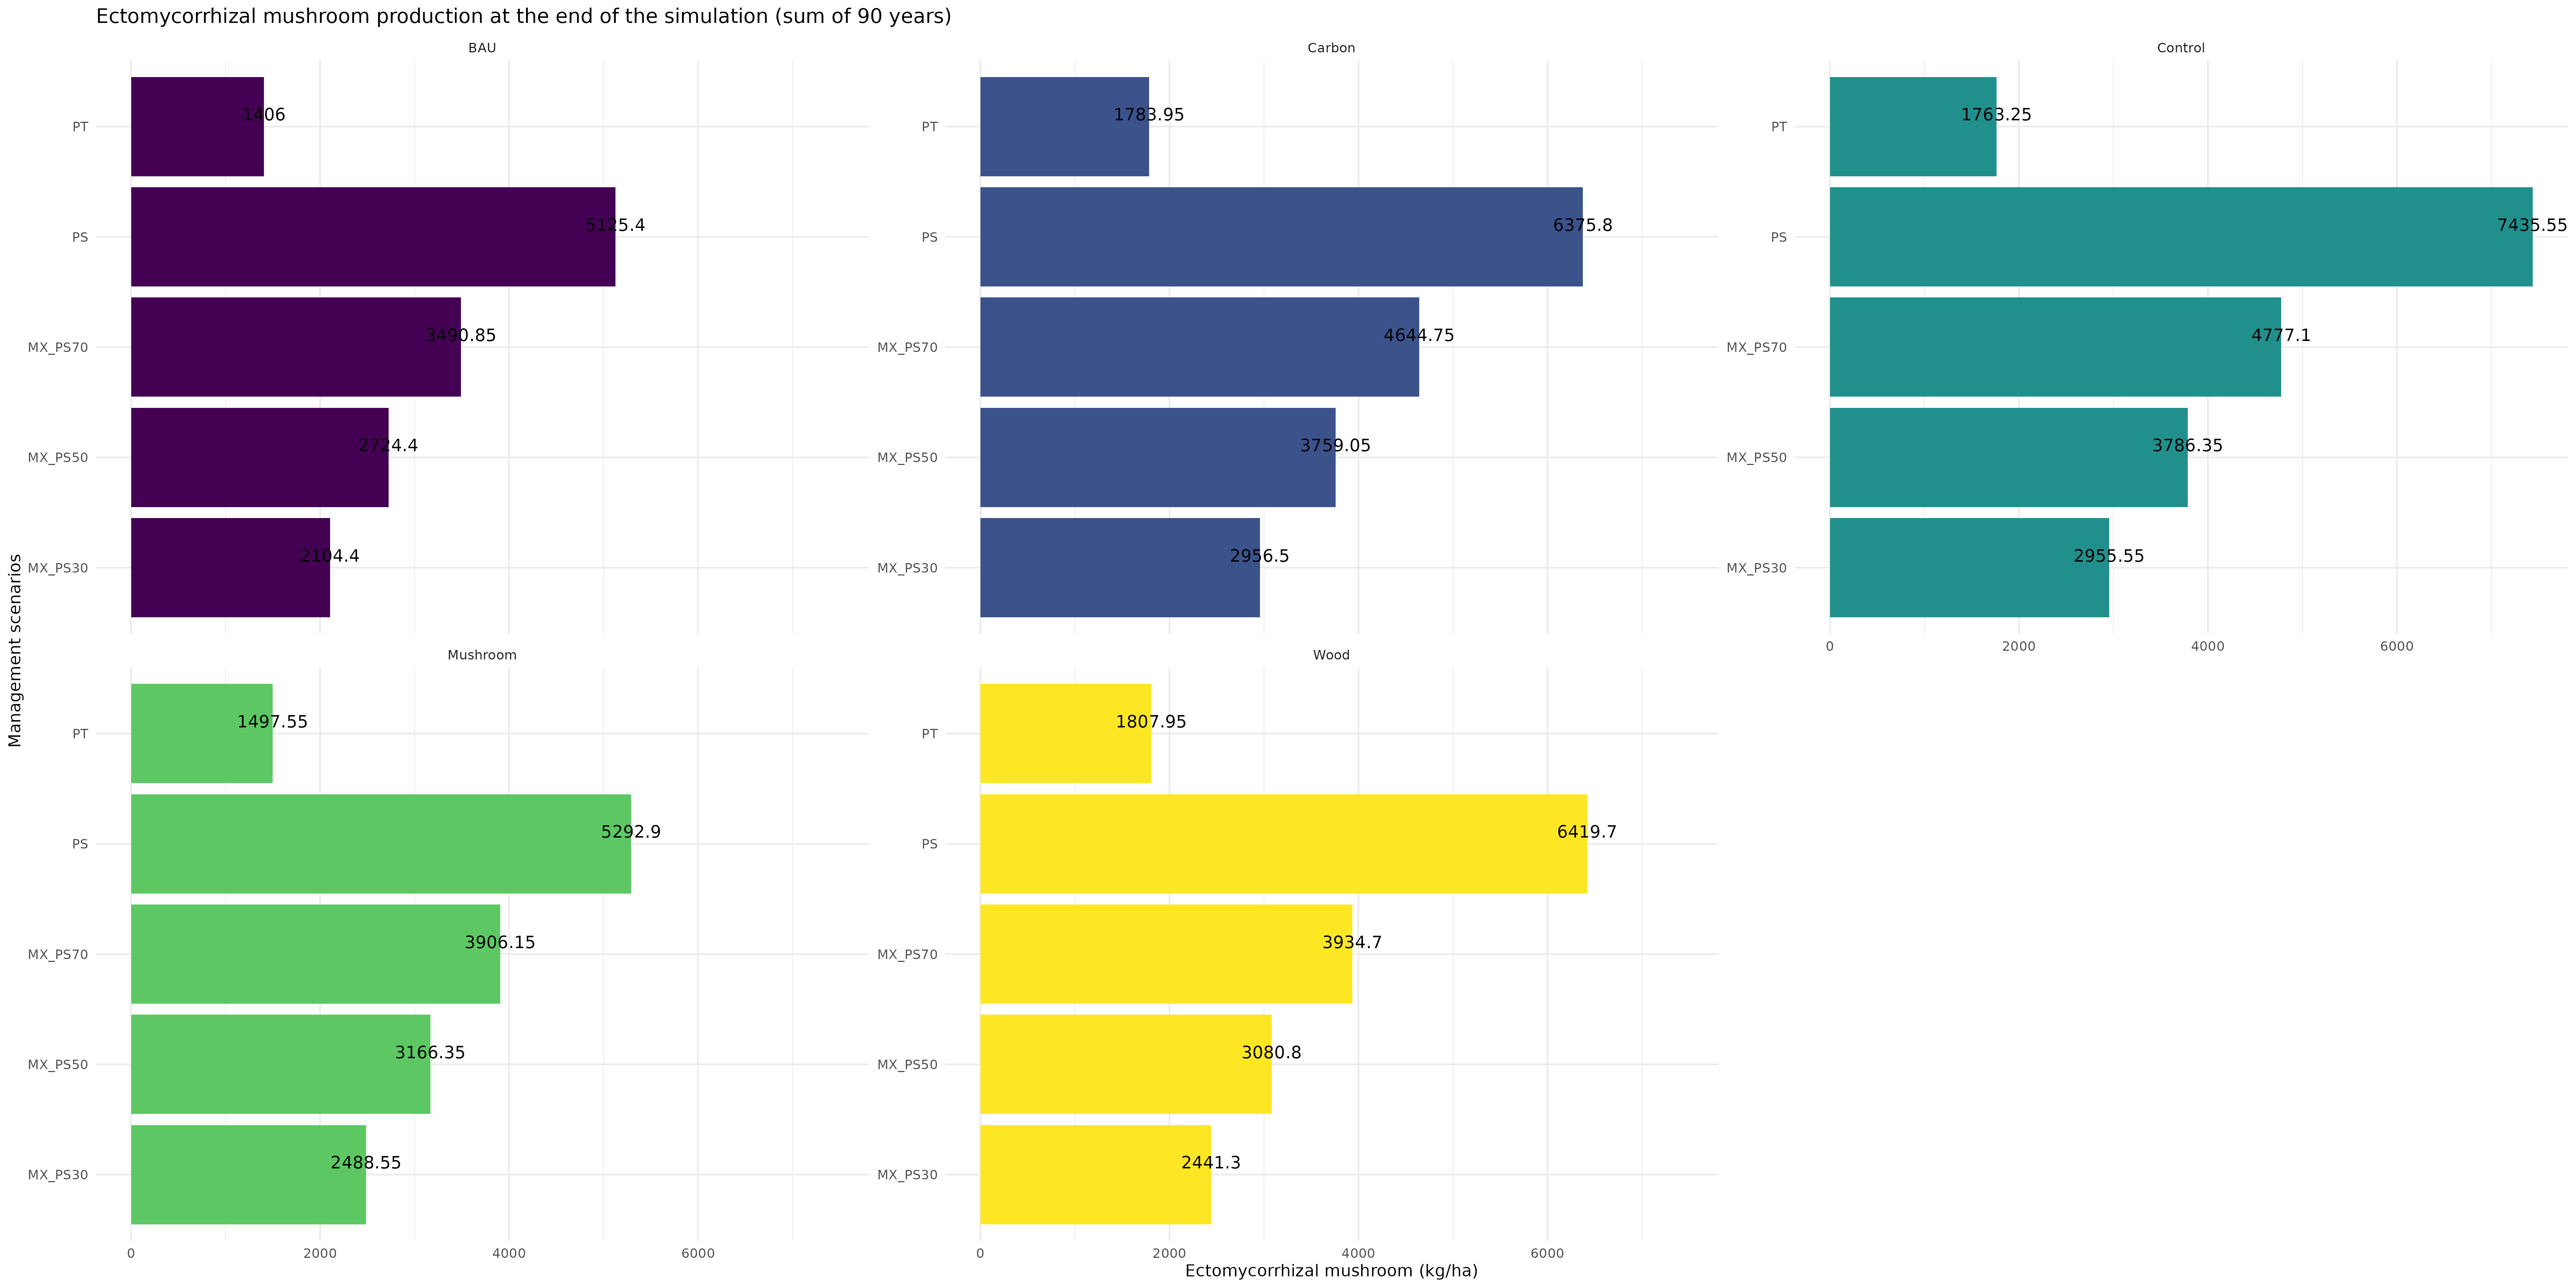 Ectomycorrhizal mushroom production at the end of the simulation (sum of 90 years)
BAU
PT
1406
PS
5125.4
MX_PS70
3490.85
MX_PS50
2724.4
MX_PS30
2104.4
Carbon
PT
1783.95
PS
6375.8
MX_PS70
4644.75
MX_PS50
3759.05
MX_PS30
2956.5
Control
PT
1763.25
PS
7435.55
MX_PS70
4777.1
MX_PS50
3786.35
MX_PS30
2955.55
0 2000 4000 6000
Management scenarios
Mushroom
PT
1497.55
PS
5292.9
MX_PS70
3906.15
MX_PS50
3166.35
MX_PS30
2488.55
0 2000 4000 6000
Wood
PT
1807.95
PS
6419.7
MX_PS70
3934.7
MX_PS50
3080.8
MX_PS30
2441.3
0 2000 4000 6000
Ectomycorrhizal mushroom (kg/ha)